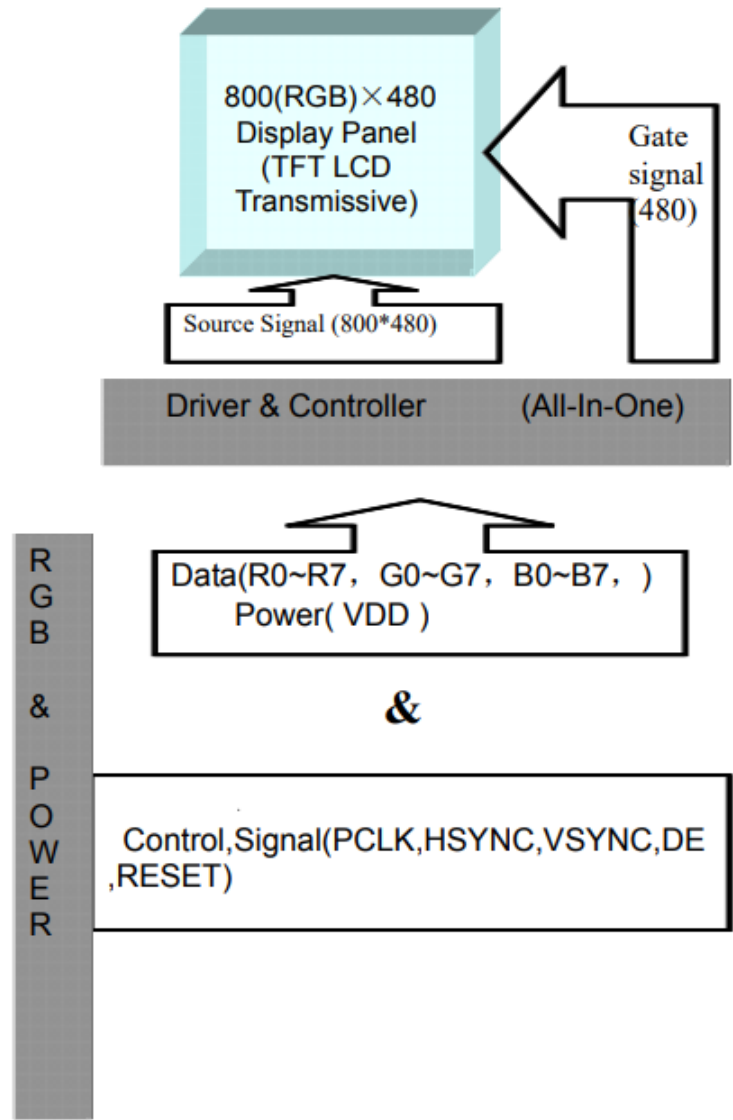 800(RGB)×480
Display Panel
(TFT LCD
Transmissive)
Gate
signal
(480)
Source Signal (800*480)
Driver & Controller (All-In-One)
R
G
B
&
P
O
W
E
R
Data(R0~R7，G0~G7，B0~B7，)
Power( VDD )
&
Control,Signal(PCLK,HSYNC,VSYNC,DE
,RESET)